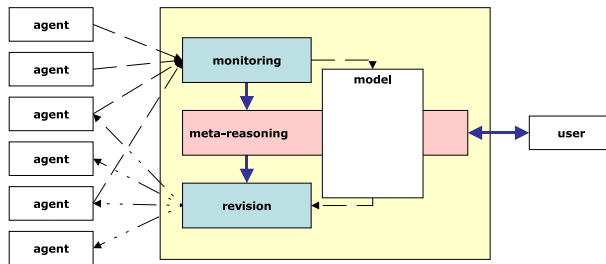 agent
agent
agent
agent
agent
agent
monitoring
model
meta-reasoning
revision
user